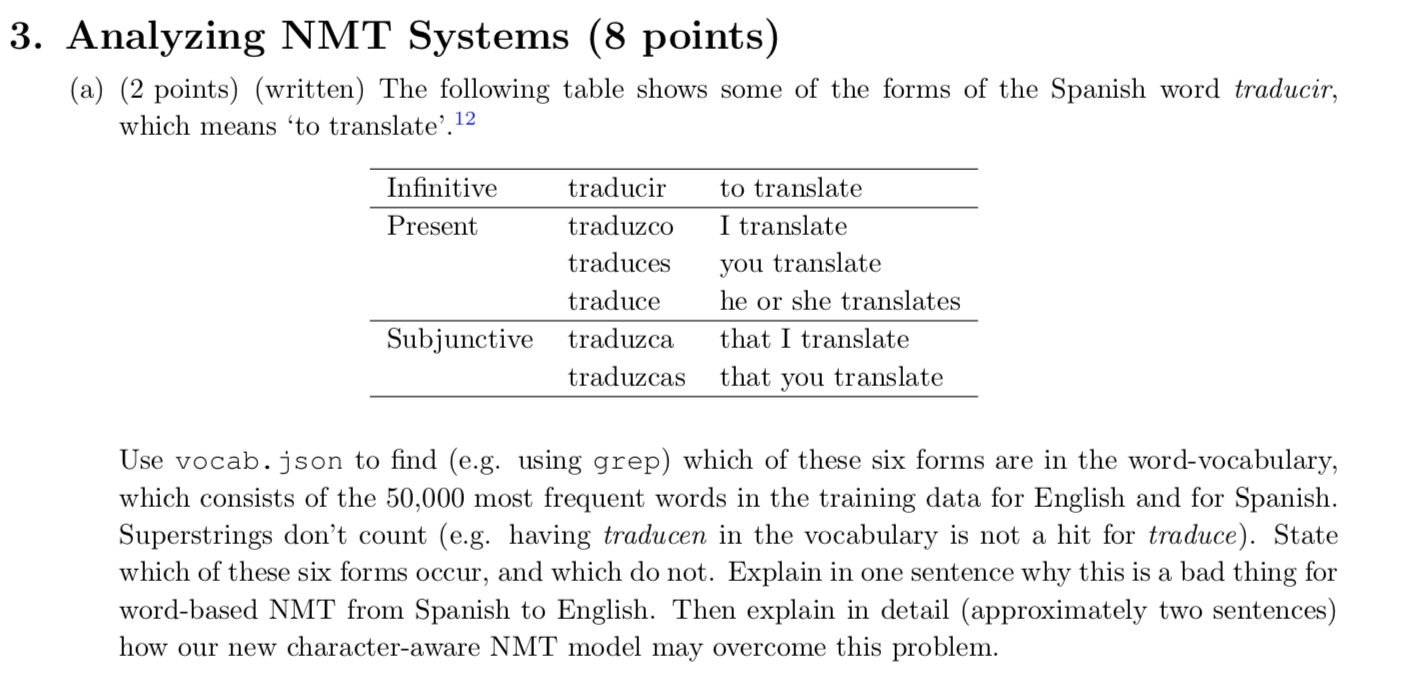 3. Analyzing NMT Systems (8 points)
(a) (2 points) (written) The following table shows some of the forms of the Spanish word traducir,
which means ‘to translate’.12
Infinitive traducir to translate
Present traduzco I translate
traduces you translate
traduce he or she translates
Subjunctive traduzca that I translate
traduzcas that you translate
Use vocab.json to find (e.g. using grep) which of these six forms are in the word-vocabulary,
which consists of the 50,000 most frequent words in the training data for English and for Spanish.
Superstrings don’t count (e.g. having traducen in the vocabulary is not a hit for traduce). State
which of these six forms occur, and which do not. Explain in one sentence why this is a bad thing for
word-based NMT from Spanish to English. Then explain in detail (approximately two sentences)
how our new character-aware NMT model may overcome this problem.